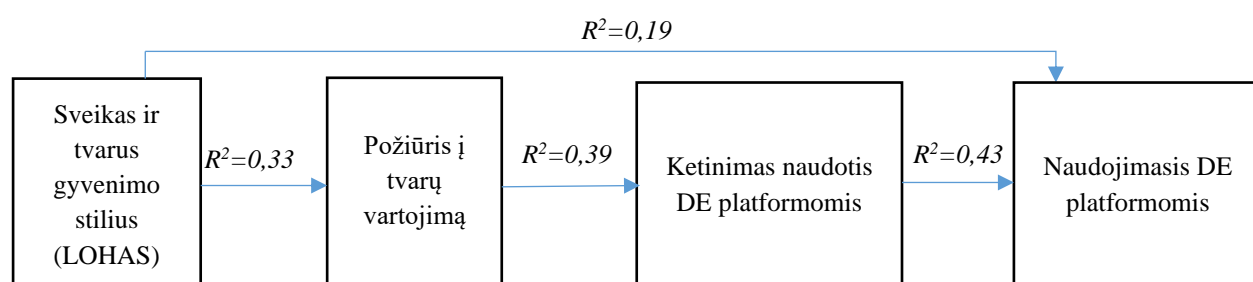 R²=0,19
Sveikas ir
tvarus
gyvenimo
stilius
(LOHAS)
R²=0,33
Požiūris į
tvarų
vartojimą
R²=0,39
Ketinimas naudotis
DE platformomis
R²=0,43
Naudojimasis DE
platformomis